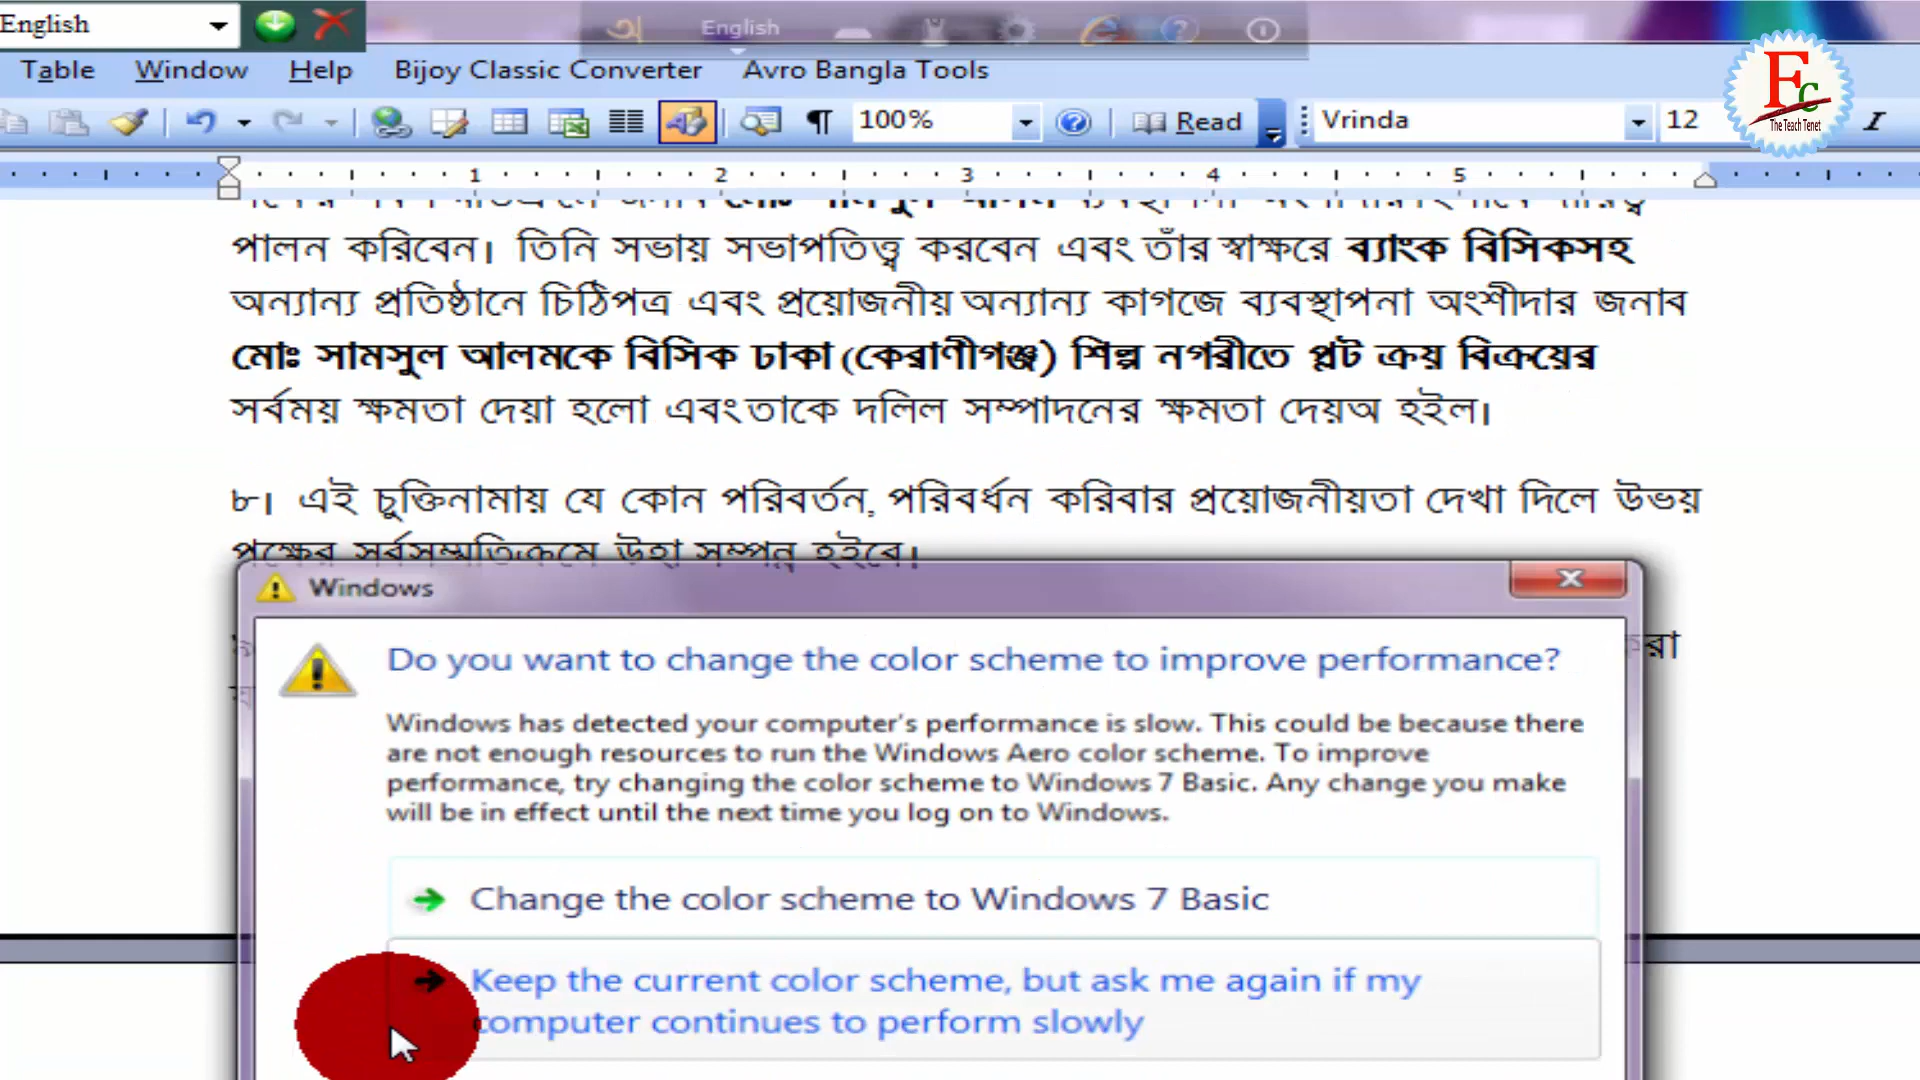 English
English
Table Window Help Bijoy Classic Converter Avro Bangla Tools
100% Read Vrinda 12 I
F C
The Teach Tenet
1 2 3 4 5
পালন করিবেন। তিনি সভায় সভাপতিত্ত্ব করবেন এবং তাঁর স্বাক্ষরে ব্যাংক বিসিকসহ
অন্যান্য প্রতিষ্ঠানে চিঠিপত্র এবং প্রয়োজনীয় অন্যান্য কাগজে ব্যবস্থাপনা অংশীদার জনাব
মোঃ সামসুল আলমকে বিসিক ঢাকা (কেরাণীগঞ্জ) শিল্প নগরীতে প্লট ক্রয় বিক্রয়ের
সর্বময় ক্ষমতা দেয়া হলো এবং তাকে দলিল সম্পাদনের ক্ষমতা দেয়অ হইল।
৮। এই চুক্তিনামায় যে কোন পরিবর্তন, পরিবর্ধন করিবার প্রয়োজনীয়তা দেখা দিলে উভয়
পক্ষের সর্বসম্মতিক্রমে উহা সম্পন্ন হইবে।
Windows
Do you want to change the color scheme to improve performance?
Windows has detected your computer's performance is slow. This could be because there
are not enough resources to run the Windows Aero color scheme. To improve
performance, try changing the color scheme to Windows 7 Basic. Any change you make
will be in effect until the next time you log on to Windows.
Change the color scheme to Windows 7 Basic
Keep the current color scheme, but ask me again if my
computer continues to perform slowly